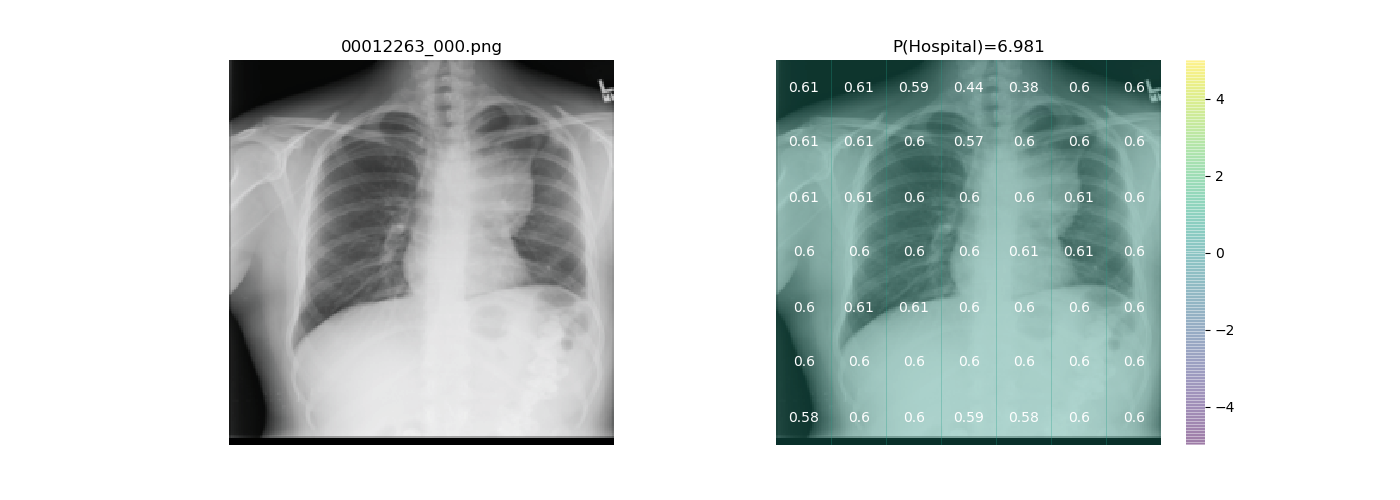 00012263_000.png
P(Hospital)=6.981
0.61 0.61 0.59 0.44 0.38 0.6 0.6
0.61 0.61 0.6 0.57 0.6 0.6 0.6
0.61 0.61 0.6 0.6 0.6 0.61 0.6
0.6 0.6 0.6 0.6 0.61 0.61 0.6
0.6 0.61 0.61 0.6 0.6 0.6 0.6
0.6 0.6 0.6 0.6 0.6 0.6 0.6
0.58 0.6 0.6 0.59 0.58 0.6 0.6
4
2
0
−2
−4